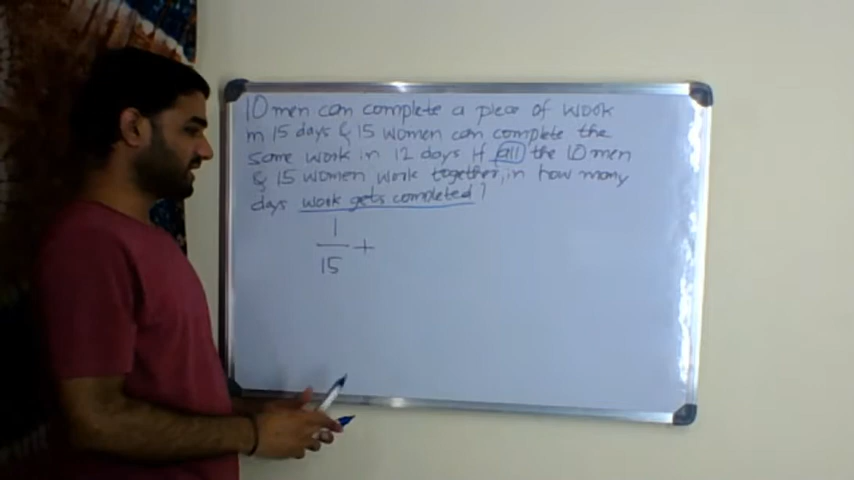 10 men can complete a piece of work
in 15 days & 15 women can complete the
same work in 12 days If all the 10 men
& 15 women work together, in how many
days work gets completed?
1
— +
15